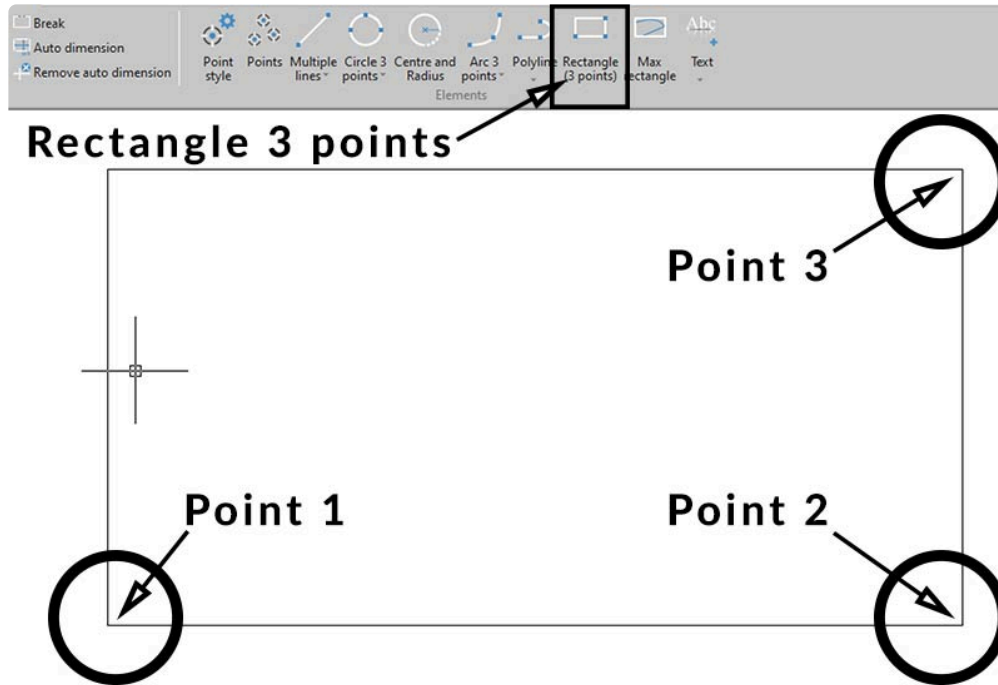 Break
Auto dimension
Remove auto dimension
Point
style
Points
Multiple
lines
Circle 3
points
Centre and
Radius
Arc 3
points
Polyline
Rectangle
(3 points)
Max
ectangle
Text
Abc
Elements
Rectangle 3 points
Point 3
Point 1
Point 2